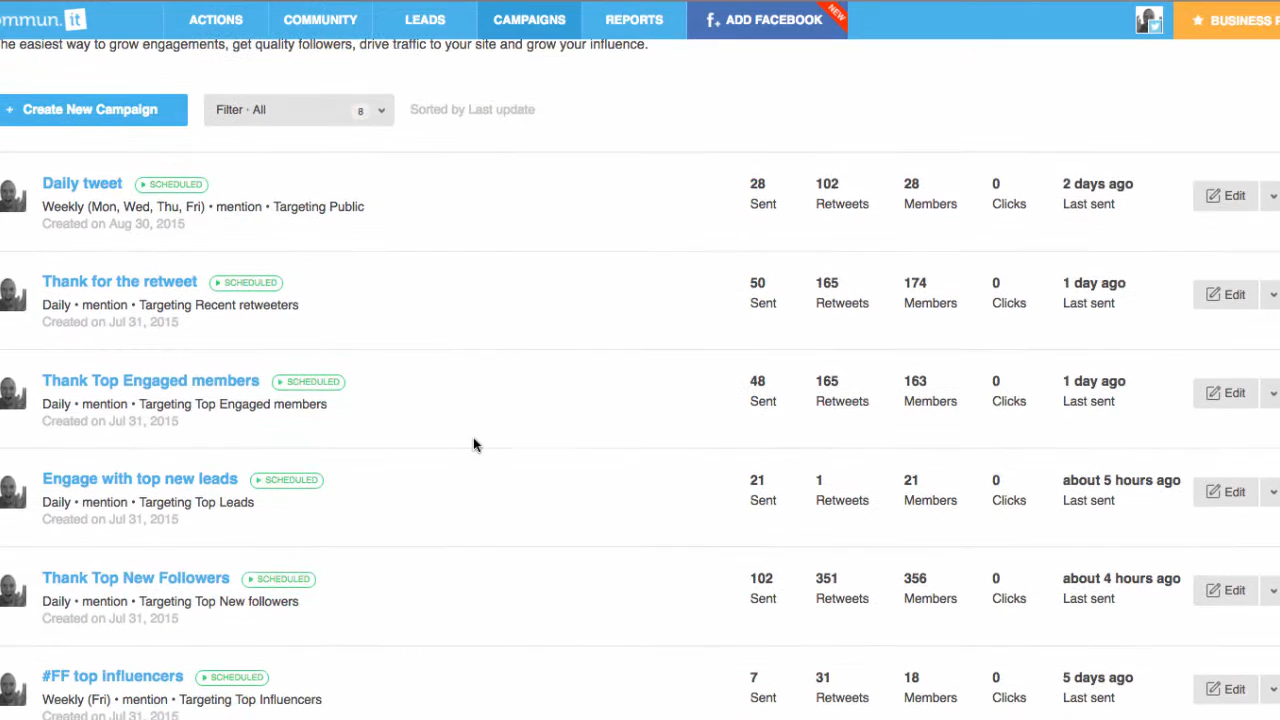 ommun.it ACTIONS COMMUNITY LEADS CAMPAIGNS REPORTS f+ ADD FACEBOOK NEW ★ BUSINESS
he easiest way to grow engagements, get quality followers, drive traffic to your site and grow your influence.
+ Create New Campaign Filter · All 8 Sorted by Last update
Daily tweet SCHEDULED 28 102 28 0 2 days ago
Weekly (Mon, Wed, Thu, Fri) • mention • Targeting Public Sent Retweets Members Clicks Last sent Edit
Created on Aug 30, 2015
Thank for the retweet SCHEDULED 50 165 174 0 1 day ago
Daily • mention • Targeting Recent retweeters Sent Retweets Members Clicks Last sent Edit
Created on Jul 31, 2015
Thank Top Engaged members SCHEDULED 48 165 163 0 1 day ago
Daily • mention • Targeting Top Engaged members Sent Retweets Members Clicks Last sent Edit
Created on Jul 31, 2015
Engage with top new leads SCHEDULED 21 1 21 0 about 5 hours ago
Daily • mention • Targeting Top Leads Sent Retweets Members Clicks Last sent Edit
Created on Jul 31, 2015
Thank Top New Followers SCHEDULED 102 351 356 0 about 4 hours ago
Daily • mention • Targeting Top New followers Sent Retweets Members Clicks Last sent Edit
Created on Jul 31, 2015
#FF top influencers SCHEDULED 7 31 18 0 5 days ago
Weekly (Fri) • mention • Targeting Top Influencers Sent Retweets Members Clicks Last sent Edit
Created on Jul 31, 2015